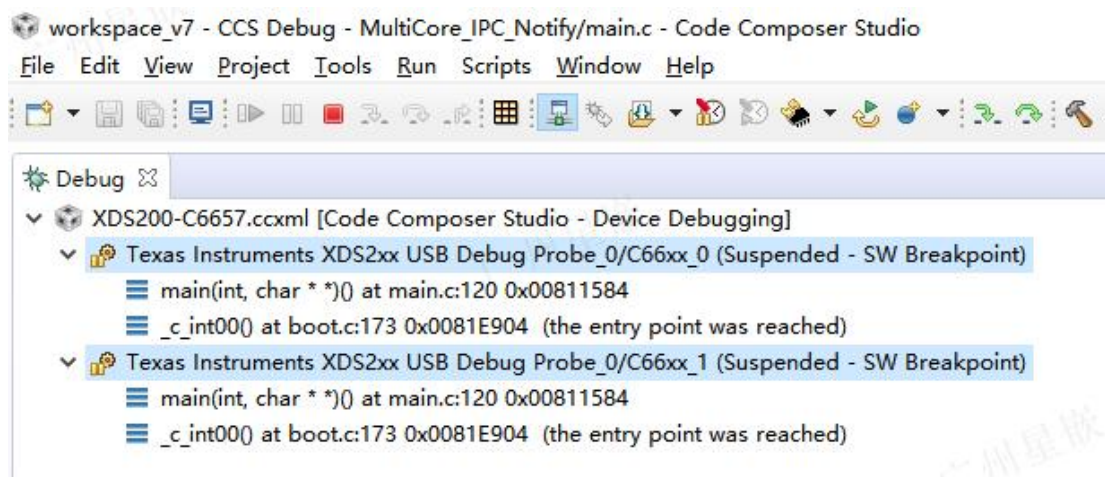 workspace_v7 - CCS Debug - MultiCore_IPC_Notify/main.c - Code Composer Studio
File Edit View Project Tools Run Scripts Window Help
Debug
XDS200-C6657.ccxml [Code Composer Studio - Device Debugging]
Texas Instruments XDS2xx USB Debug Probe_0/C66xx_0 (Suspended - SW Breakpoint)
main(int, char * *)() at main.c:120 0x00811584
_c_int00() at boot.c:173 0x0081E904 (the entry point was reached)
Texas Instruments XDS2xx USB Debug Probe_0/C66xx_1 (Suspended - SW Breakpoint)
main(int, char * *)() at main.c:120 0x00811584
_c_int00() at boot.c:173 0x0081E904 (the entry point was reached)
广州星嵌